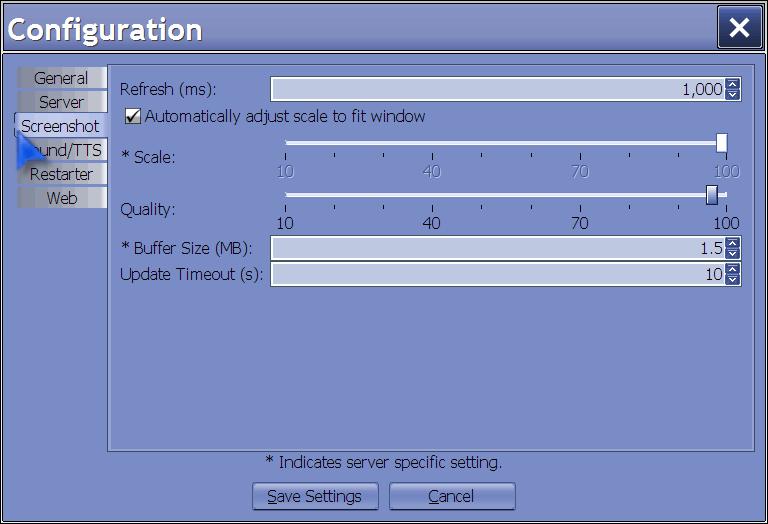 Configuration
General
Server
Screenshot
ound/TTS
Restarter
Web
Refresh (ms): 1,000
Automatically adjust scale to fit window
* Scale:
10 40 70 100
Quality:
10 40 70 100
* Buffer Size (MB): 1.5
Update Timeout (s): 10
* Indicates server specific setting.
Save Settings Cancel